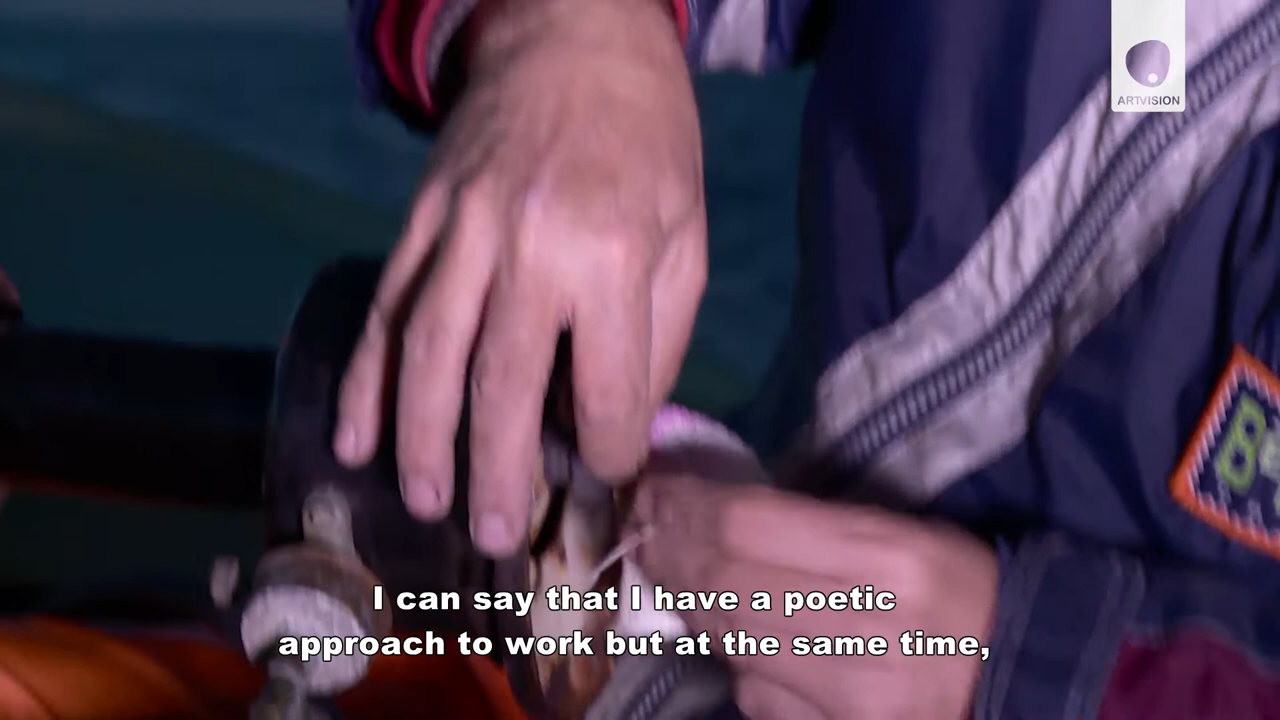 ARTVISION
I can say that I have a poetic
approach to work but at the same time,